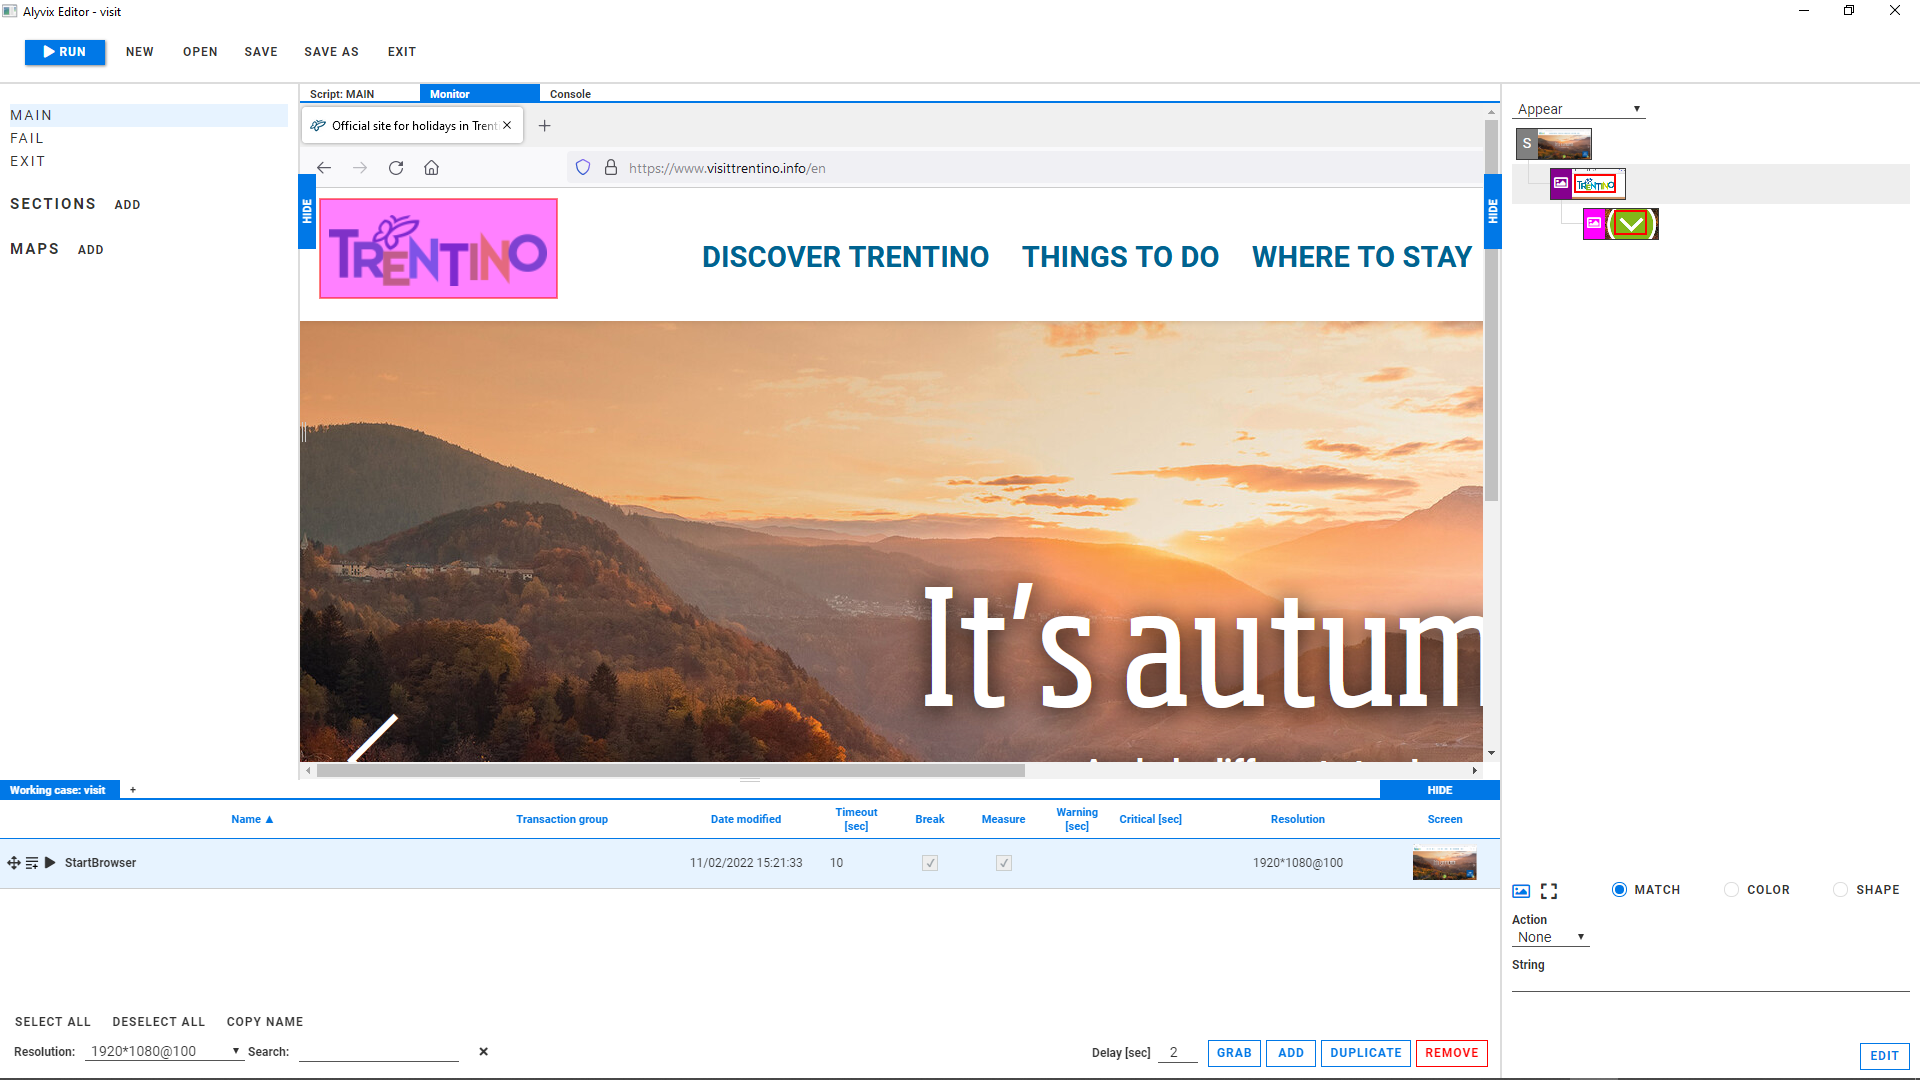 Alyvix Editor - visit
RUN NEW OPEN SAVE SAVE AS EXIT
MAIN
FAIL
EXIT
SECTIONS ADD
MAPS ADD
Script: MAIN Monitor Console
Official site for holidays in Trent
https://www.visittrentino.info/en
HIDE
TRENTINO
DISCOVER TRENTINO THINGS TO DO WHERE TO STAY
HIDE
It's autum
Appear
S
TRENTINO
Working case: visit + HIDE
Name ▲ Transaction group Date modified Timeout [sec] Break Measure Warning [sec] Critical [sec] Resolution Screen
StartBrowser 11/02/2022 15:21:33 10 1920*1080@100
SELECT ALL DESELECT ALL COPY NAME
Resolution: 1920*1080@100 Search: Delay [sec] 2 GRAB ADD DUPLICATE REMOVE
MATCH COLOR SHAPE
Action
None
String
EDIT